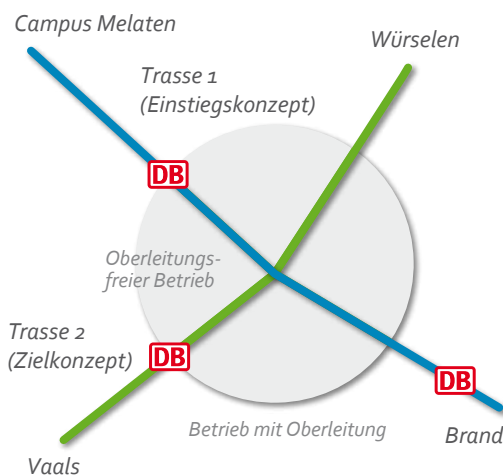 Campus Melaten
Würselen
Trasse 1
(Einstiegskonzept)
DB
Oberleitungs-
freier Betrieb
Trasse 2
(Zielkonzept)
DB
DB
Betrieb mit Oberleitung
Brand
Vaals